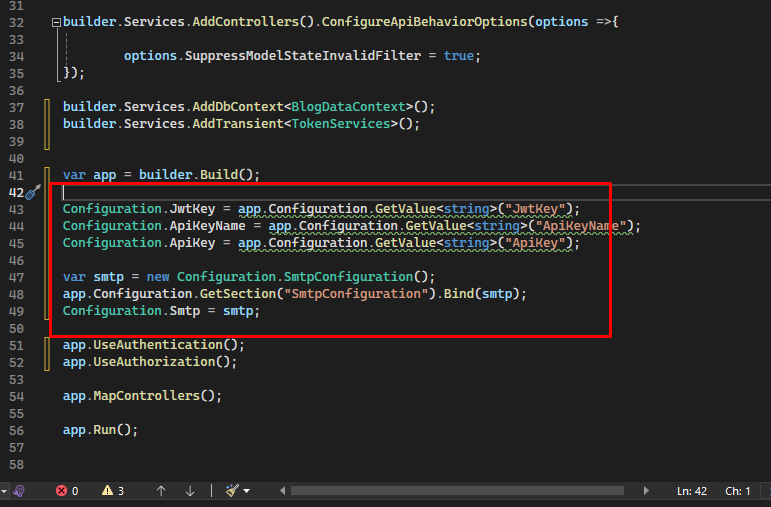 31
32 builder.Services.AddControllers().ConfigureApiBehaviorOptions(options =>{
33
34 options.SuppressModelStateInvalidFilter = true;
35 });
36
37 builder.Services.AddDbContext<BlogDataContext>();
38 builder.Services.AddTransient<TokenServices>();
39
40
41 var app = builder.Build();
42
43 Configuration.JwtKey = app.Configuration.GetValue<string>("JwtKey");
44 Configuration.ApiKeyName = app.Configuration.GetValue<string>("ApiKeyName");
45 Configuration.ApiKey = app.Configuration.GetValue<string>("ApiKey");
46
47 var smtp = new Configuration.SmtpConfiguration();
48 app.Configuration.GetSection("SmtpConfiguration").Bind(smtp);
49 Configuration.Smtp = smtp;
50
51 app.UseAuthentication();
52 app.UseAuthorization();
53
54 app.MapControllers();
55
56 app.Run();
57
58
0 3 Ln: 42 Ch: 1